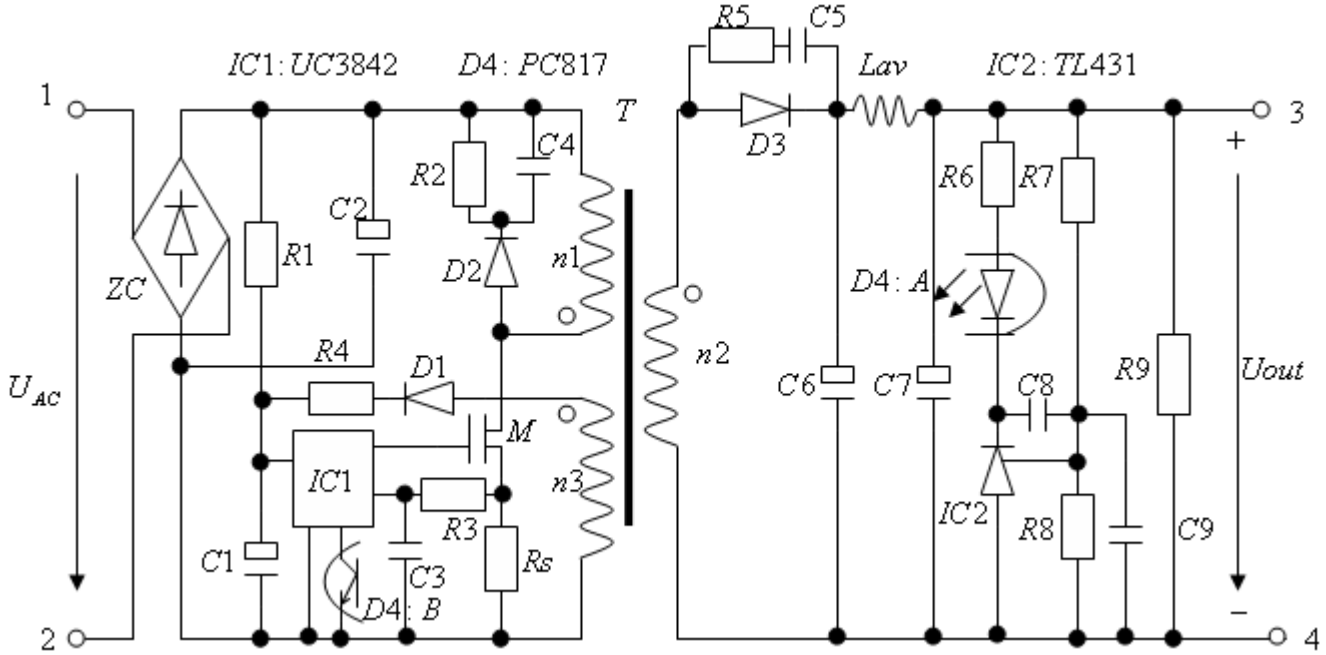 R5 C5
IC1: UC3842 D4: PC817 Lav IC2: TL431
1 T D3 3
+
R2 C4 R6 R7
C2
R1 n1
D2 D4: A
ZC
R4 D1 n2 R9 Uout
U_AC C6 C7 C8
M
IC1 n3
R3 IC2 R8 C9
C1 C3 Rs
D4: B −
2 4